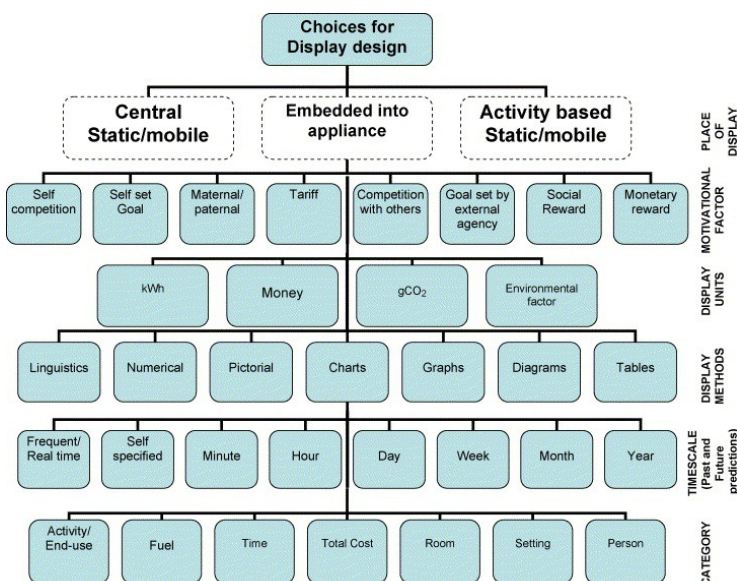 Choices for
Display design
Central
Static/mobile
Embedded into
appliance
Activity based
Static/mobile
PLACE
OF
DISPLAY
Self
competition
Self set
Goal
Maternal/
paternal
Tariff
Competition
with others
Goal set by
external
agency
Social
Reward
Monetary
reward
MOTIVATIONAL
FACTOR
kWh
Money
gCO₂
Environmental
factor
DISPLAY
UNITS
Linguistics
Numerical
Pictorial
Charts
Graphs
Diagrams
Tables
DISPLAY
METHODS
Frequent/
Real time
Self
specified
Minute
Hour
Day
Week
Month
Year
TIMESCALE
(Past and
Future
predictions)
Activity/
End-use
Fuel
Time
Total Cost
Room
Setting
Person
CATEGORY